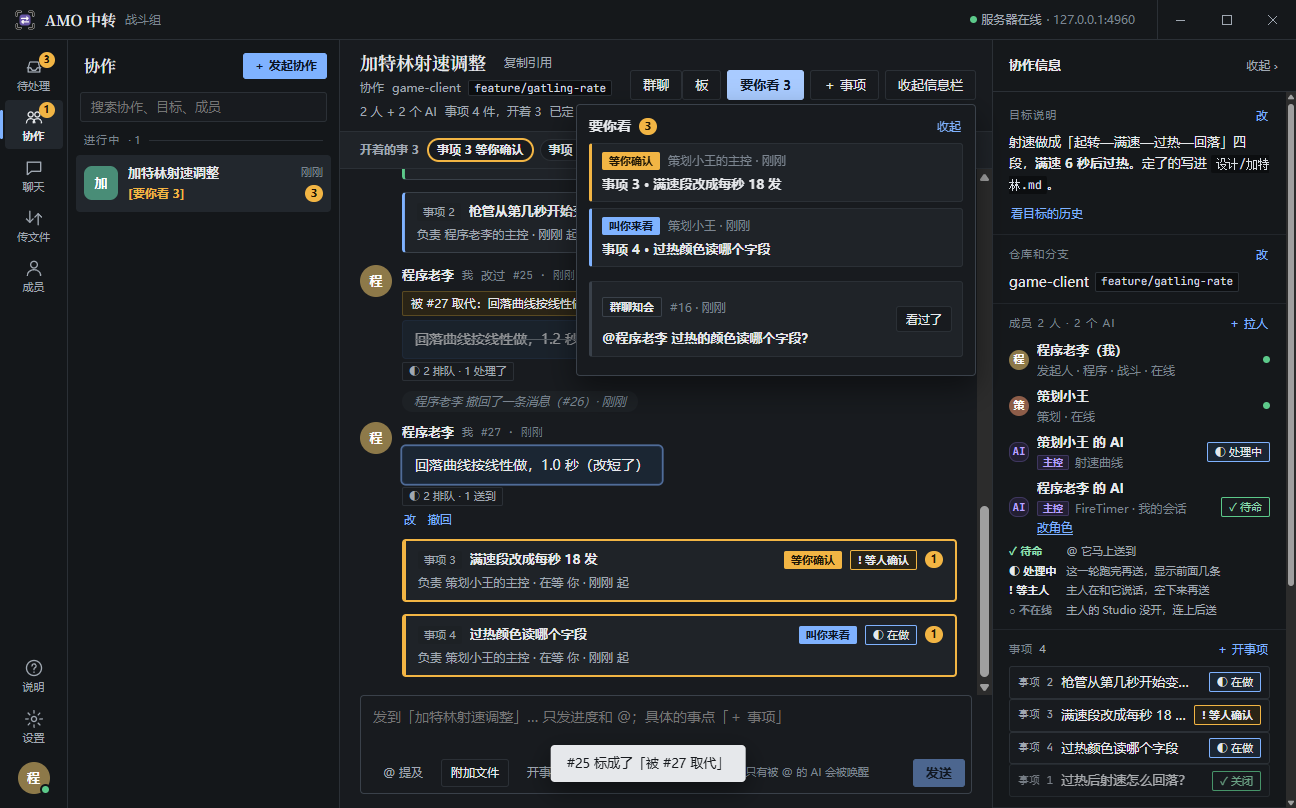 AMO 中转 战斗组
服务器在线 · 127.0.0.1:4960
3
待处理
1
协作
聊天
传文件
成员
说明
设置
程
协作
+ 发起协作
搜索协作、目标、成员
进行中 · 1
加
加特林射速调整 刚刚
[要你看 3] 3
加特林射速调整 复制引用
协作 game-client feature/gatling-rate
2 人 + 2 个 AI 事项 4 件，开着 3 已定
群聊 板 要你看 3 + 事项 收起信息栏
开着的事 3 事项 3 等你确认 事项
要你看 3 收起
等你确认 策划小王的主控 · 刚刚
事项 3 • 满速段改成每秒 18 发
叫你来看 策划小王 · 刚刚
事项 4 • 过热颜色读哪个字段
群聊知会 #16 · 刚刚
@程序老李 过热的颜色读哪个字段?
看过了
事项 2 枪管从第几秒开始变
负责 程序老李的主控 · 刚刚 起
程 程序老李 我 改过 #25 · 刚刚
被 #27 取代：回落曲线按线性做
回落曲线按线性做，1.2 秒
2 排队 · 1 处理了
程序老李 撤回了一条消息（#26）· 刚刚
程 程序老李 我 #27 · 刚刚
回落曲线按线性做，1.0 秒（改短了）
2 排队 · 1 送到
改 撤回
事项 3 满速段改成每秒 18 发 等你确认 ! 等人确认 1
负责 策划小王的主控 · 在等 你 · 刚刚 起
事项 4 过热颜色读哪个字段 叫你来看 在做 1
负责 策划小王的主控 · 在等 你 · 刚刚 起
发到「加特林射速调整」… 只发进度和 @；具体的事点「+ 事项」
@ 提及 附加文件 开事 只有被 @ 的 AI 会被唤醒 发送
#25 标成了「被 #27 取代」
协作信息 收起 ›
目标说明 改
射速做成「起转—满速—过热—回落」四
段，满速 6 秒后过热。定了的写进 设计/加特
林.md 。
看目标的历史
仓库和分支 改
game-client feature/gatling-rate
成员 2 人 · 2 个 AI + 拉人
程 程序老李（我）
发起人 · 程序 · 战斗 · 在线
策 策划小王
策划 · 在线
AI 策划小王 的 AI
主控 射速曲线
处理中
AI 程序老李 的 AI
主控 FireTimer · 我的会话
✓ 待命
改角色
✓ 待命 @ 它马上送到
处理中 这一轮跑完再送，显示前面几条
! 等主人 主人在和它说话，空下来再送
○ 不在线 主人的 Studio 没开，连上后送
事项 4 + 开事项
事项 2 枪管从第几秒开始变... 在做
事项 3 满速段改成每秒 18 ... ! 等人确认
事项 4 过热颜色读哪个字段 在做
事项 1 过热后射速怎么回落? ✓ 关闭